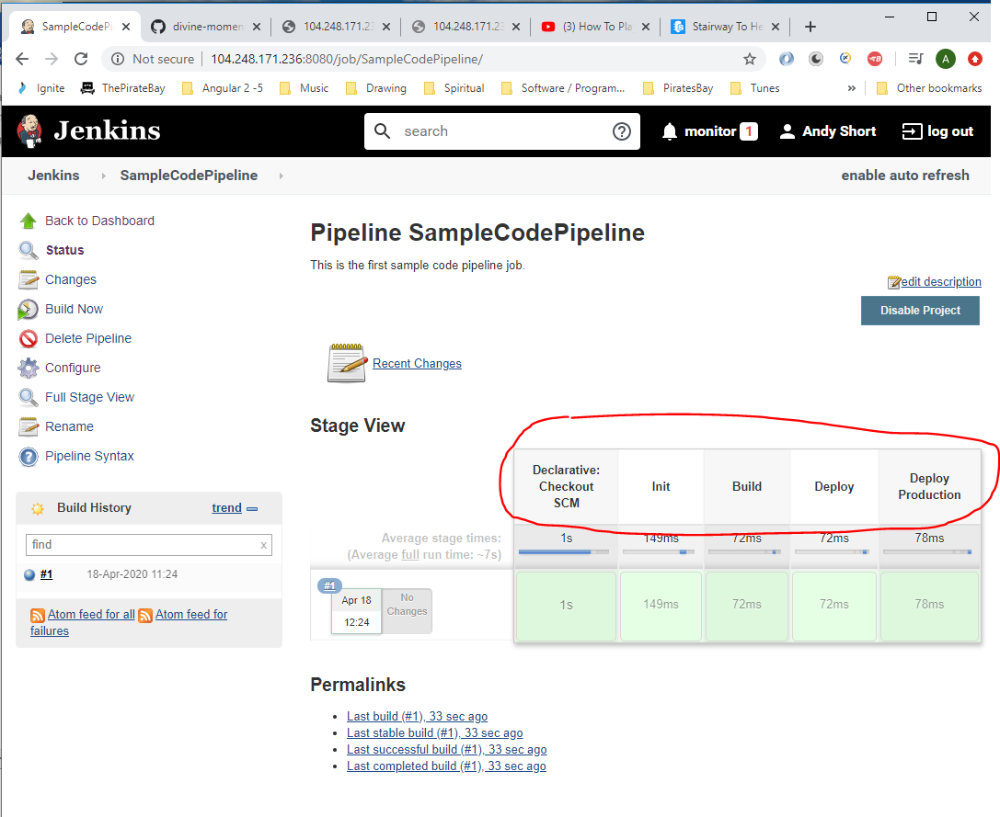 SampleCodePi
divine-momen
104.248.171.23
104.248.171.23
(3) How To Pla
Stairway To He
Not secure | 104.248.171.236:8080/job/SampleCodePipeline/
A
Ignite
ThePirateBay
Angular 2 -5
Music
Drawing
Spiritual
Software / Program...
PiratesBay
Tunes
»
Other bookmarks
Jenkins
search
monitor 1
Andy Short
log out
Jenkins
SampleCodePipeline
enable auto refresh
Back to Dashboard
Status
Changes
Build Now
Delete Pipeline
Configure
Full Stage View
Rename
Pipeline Syntax
Build History
trend
find
x
#1
18-Apr-2020 11:24
Atom feed for all
Atom feed for
failures
Pipeline SampleCodePipeline
This is the first sample code pipeline job.
edit description
Disable Project
Recent Changes
Stage View
Declarative:
Checkout
SCM
Init
Build
Deploy
Deploy
Production
Average stage times:
(Average full run time: ~7s)
1s
149ms
72ms
72ms
78ms
#1
Apr 18
12:24
No
Changes
1s
149ms
72ms
72ms
78ms
Permalinks
Last build (#1), 33 sec ago
Last stable build (#1), 33 sec ago
Last successful build (#1), 33 sec ago
Last completed build (#1), 33 sec ago